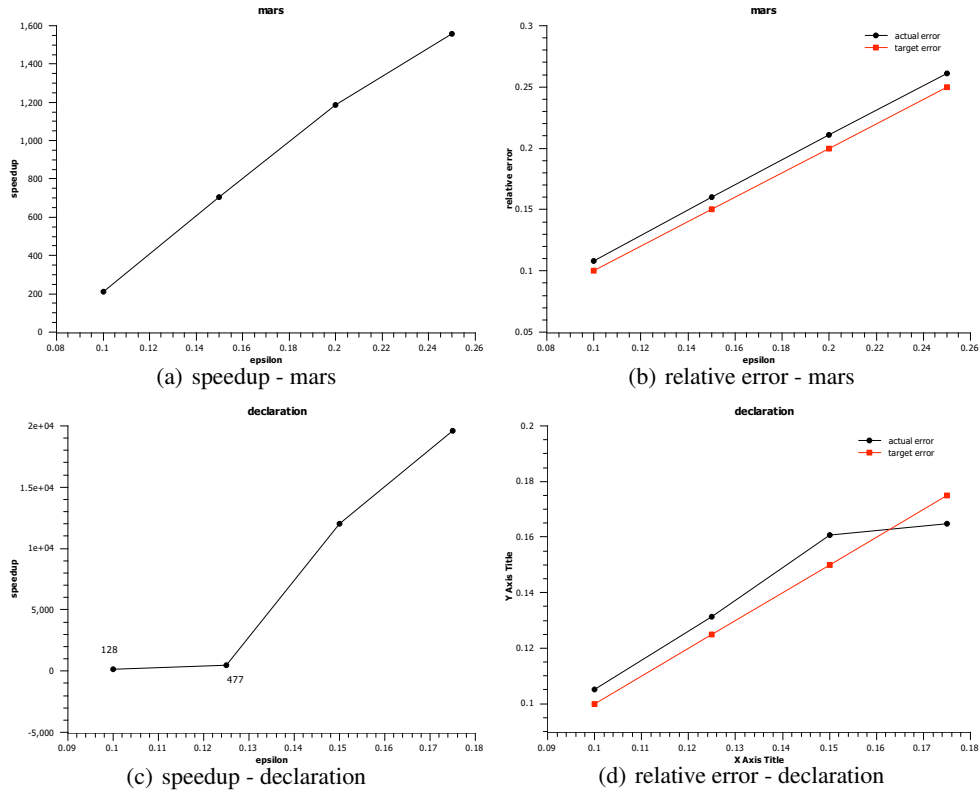 mars
1,600
1,400
1,200
1,000
800
600
400
200
0
speedup
0.08 0.1 0.12 0.14 0.16 0.18 0.2 0.22 0.24 0.26
epsilon
(a) speedup - mars
mars
actual error
target error
0.3
0.25
0.2
0.15
0.1
0.05
relative error
0.08 0.1 0.12 0.14 0.16 0.18 0.2 0.22 0.24 0.26
epsilon
(b) relative error - mars
declaration
2e+04
1.5e+04
1e+04
5,000
0
-5,000
speedup
128
477
0.09 0.1 0.11 0.12 0.13 0.14 0.15 0.16 0.17 0.18
epsilon
(c) speedup - declaration
declaration
actual error
target error
0.2
0.18
0.16
0.14
0.12
0.1
Y Axis Title
0.09 0.1 0.11 0.12 0.13 0.14 0.15 0.16 0.17 0.18
X Axis Title
(d) relative error - declaration